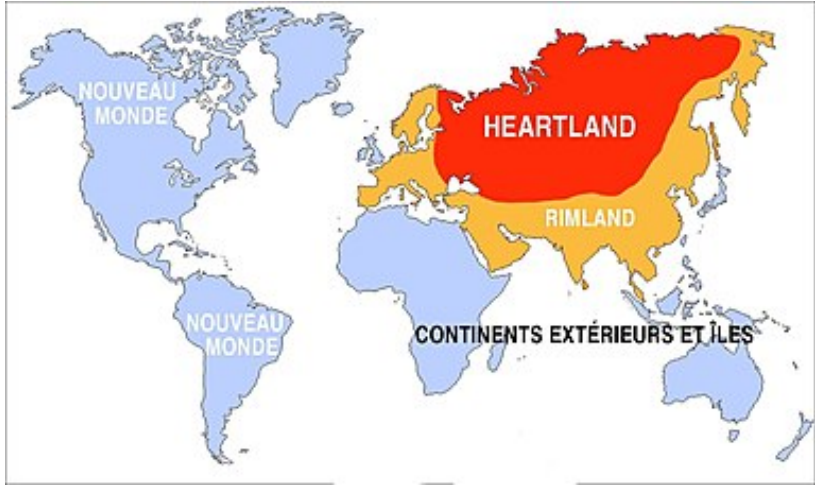 NOUVEAU
MONDE
HEARTLAND
RIMLAND
NOUVEAU
MONDE
CONTINENTS EXTÉRIEURS ET ÎLES